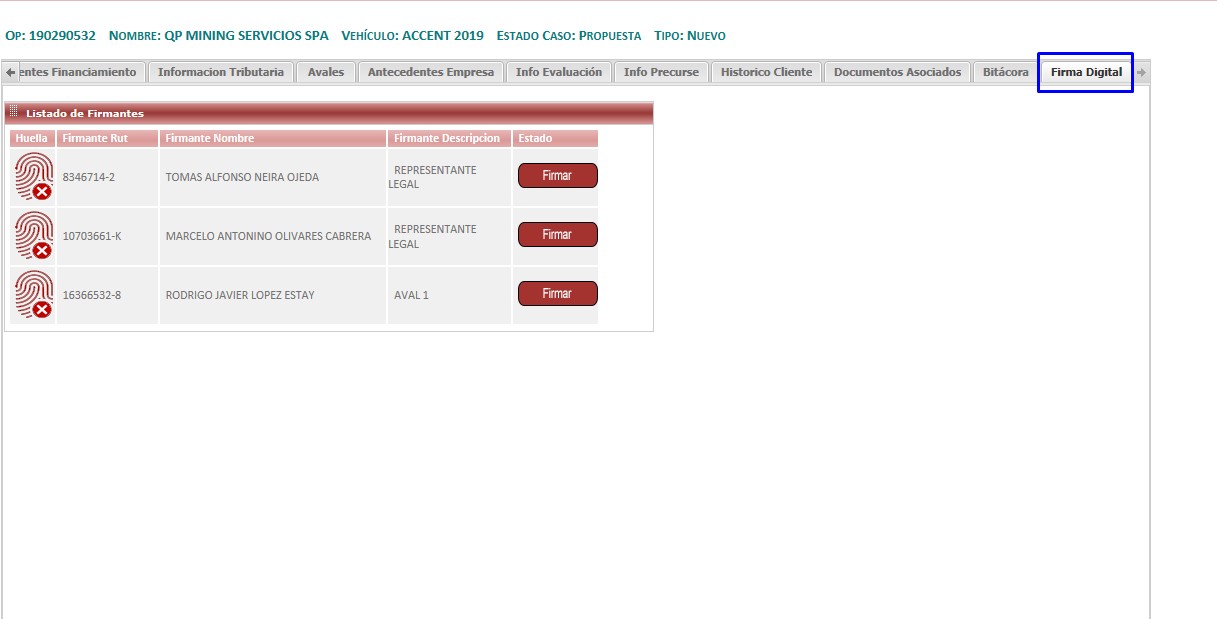 OP: 190290532 NOMBRE: QP MINING SERVICIOS SPA VEHÍCULO: ACCENT 2019 ESTADO CASO: PROPUESTA TIPO: NUEVO
entes Financiamiento Informacion Tributaria Avales Antecedentes Empresa Info Evaluación Info Precurse Historico Cliente Documentos Asociados Bitácora Firma Digital
Listado de Firmantes
Huella Firmante Rut Firmante Nombre Firmante Descripcion Estado
8346714-2 TOMAS ALFONSO NEIRA OJEDA REPRESENTANTE LEGAL Firmar
10703661-K MARCELO ANTONINO OLIVARES CABRERA REPRESENTANTE LEGAL Firmar
16366532-8 RODRIGO JAVIER LOPEZ ESTAY AVAL 1 Firmar